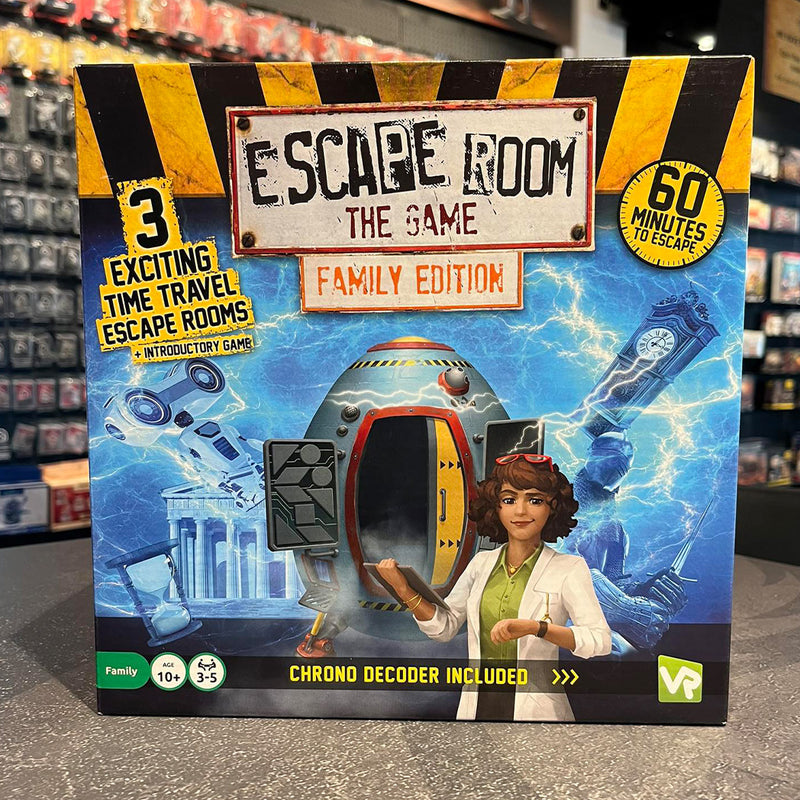 ESCAPE ROOM™
THE GAME
FAMILY EDITION
60
MINUTES
TO ESCAPE
3
EXCITING
TIME TRAVEL
ESCAPE ROOMS
+ INTRODUCTORY GAME
Family
AGE
10+
3-5
CHRONO DECODER INCLUDED >>>
VR